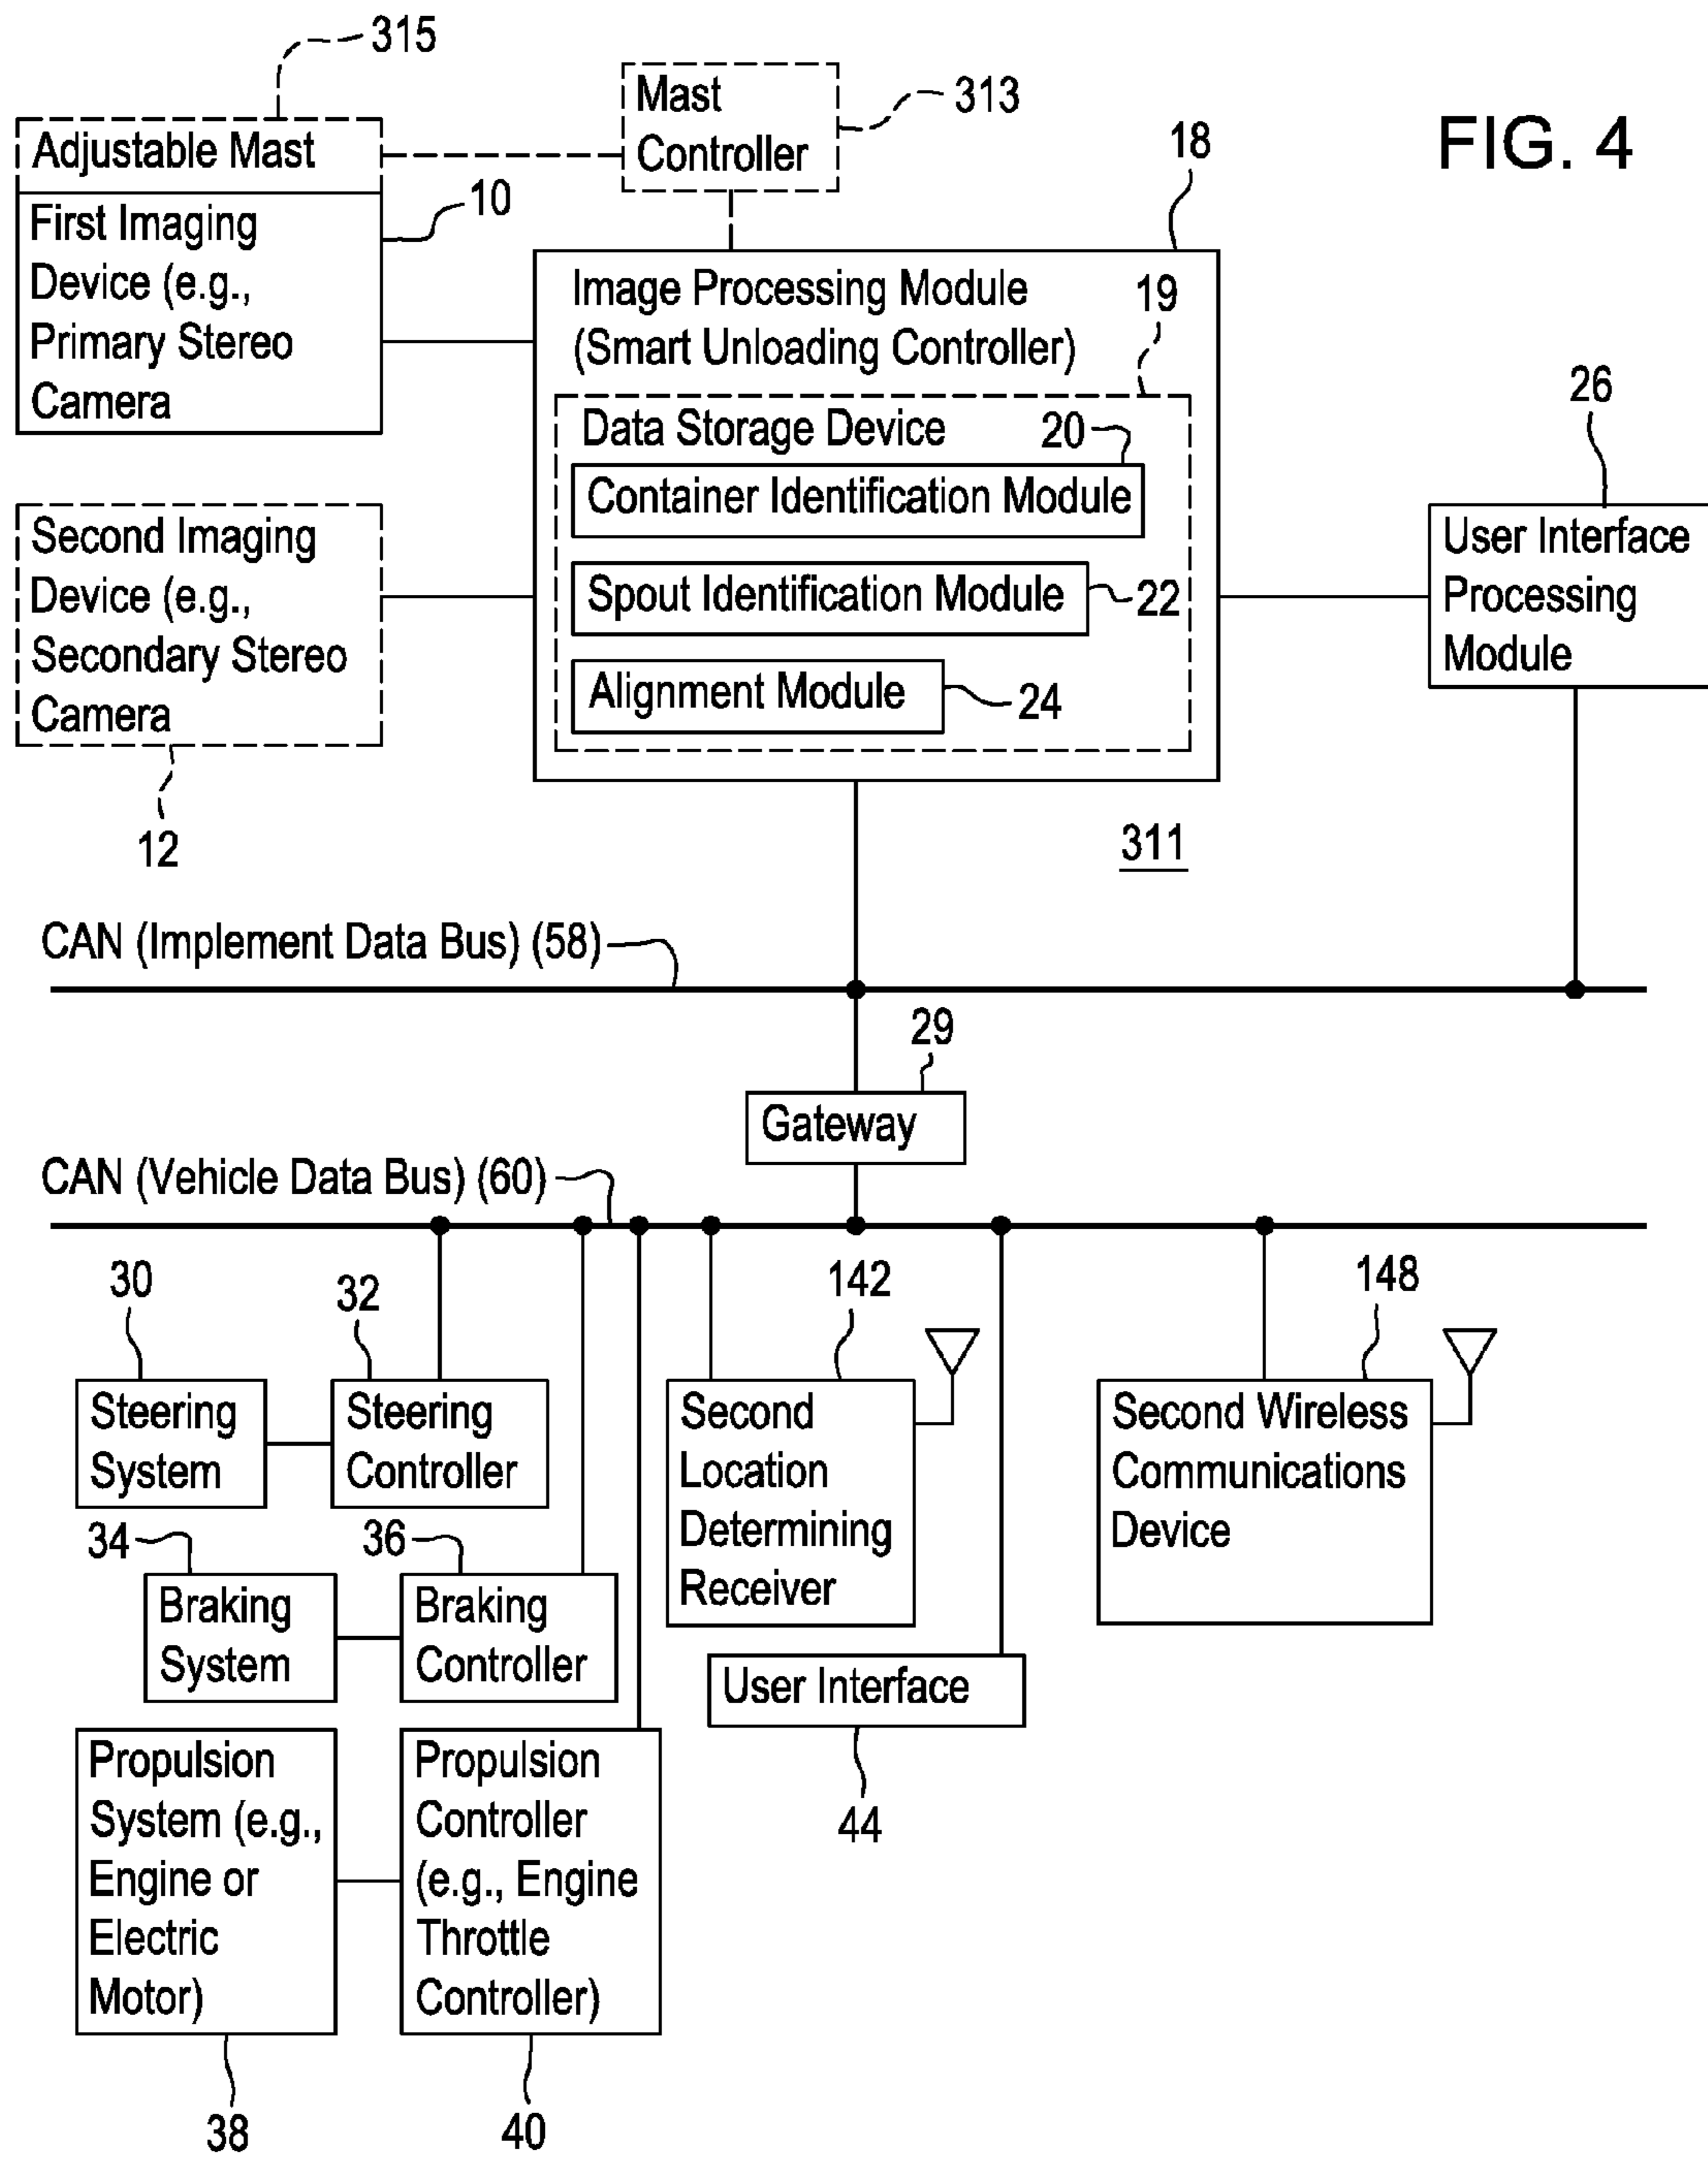 315
Mast
Controller
313
FIG. 4
Adjustable Mast
18
10
First Imaging
Device (e.g.,
Primary Stereo
Camera
Image Processing Module
(Smart Unloading Controller)
19
Data Storage Device
20
Container Identification Module
Spout Identification Module
22
Alignment Module
24
26
User Interface
Processing
Module
Second Imaging
Device (e.g.,
Secondary Stereo
Camera
12
311
CAN (Implement Data Bus) (58)
29
Gateway
CAN (Vehicle Data Bus) (60)
30
32
142
148
Steering
System
Steering
Controller
Second
Location
Determining
Receiver
Second Wireless
Communications
Device
34
36
Braking
System
Braking
Controller
User Interface
44
Propulsion
System (e.g.,
Engine or
Electric
Motor)
Propulsion
Controller
(e.g., Engine
Throttle
Controller)
38
40